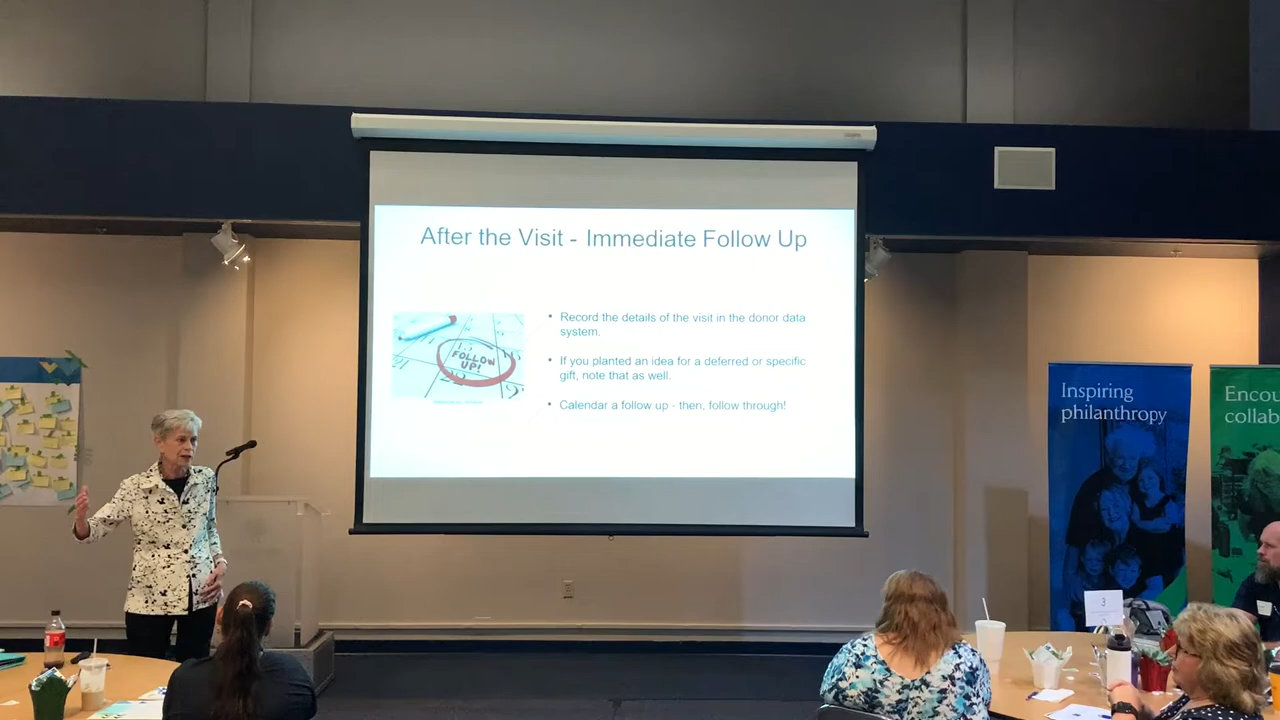 After the Visit - Immediate Follow Up
• Record the details of the visit in the donor data
system.
• If you planted an idea for a deferred or specific
gift, note that as well.
• Calendar a follow up - then, follow through!
FOLLOW
UP!
Inspiring
philanthropy
Encou
collab
3